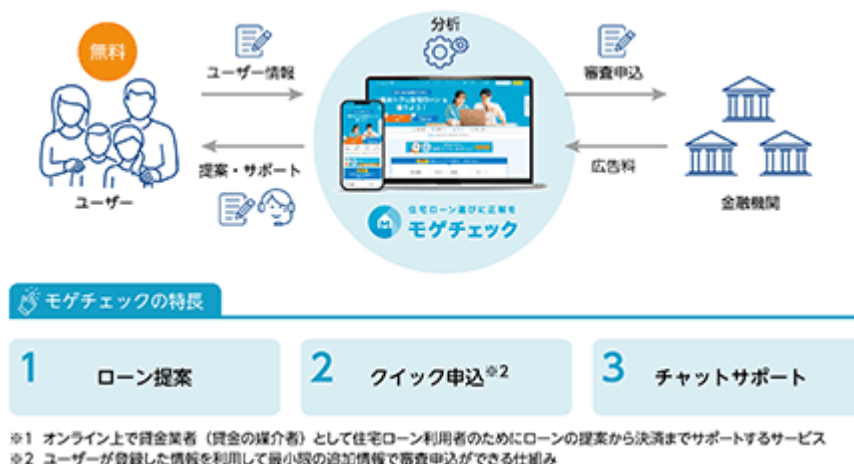 無料
ユーザー情報
提案・サポート
ユーザー
分析
住宅ローン選びに正解を
モゲチェック
審査申込
広告料
金融機関
モゲチェックの特長
1 ローン提案
2 クイック申込※2
3 チャットサポート
※1 オンライン上で貸金業者（貸金の媒介者）として住宅ローン利用者のためにローンの提案から決済までサポートするサービス
※2 ユーザーが登録した情報を利用して最小限の追加情報で審査申込ができる仕組み